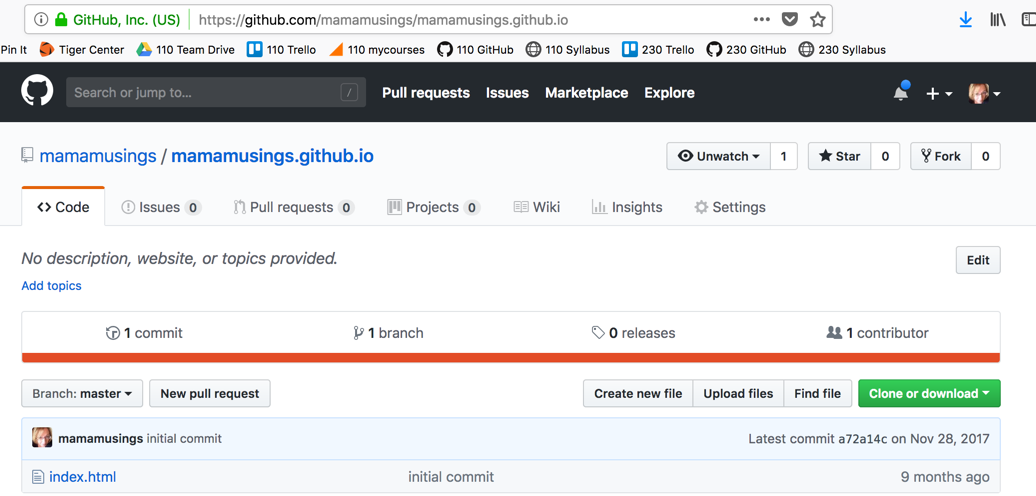 GitHub, Inc. (US) https://github.com/mamamusings/mamamusings.github.io
Pin It Tiger Center 110 Team Drive 110 Trello 110 mycourses 110 GitHub 110 Syllabus 230 Trello 230 GitHub 230 Syllabus
Search or jump to... / Pull requests Issues Marketplace Explore
mamamusings / mamamusings.github.io Unwatch 1 Star 0 Fork 0
Code Issues 0 Pull requests 0 Projects 0 Wiki Insights Settings
No description, website, or topics provided. Edit
Add topics
1 commit 1 branch 0 releases 1 contributor
Branch: master New pull request Create new file Upload files Find file Clone or download
mamamusings initial commit Latest commit a72a14c on Nov 28, 2017
index.html initial commit 9 months ago